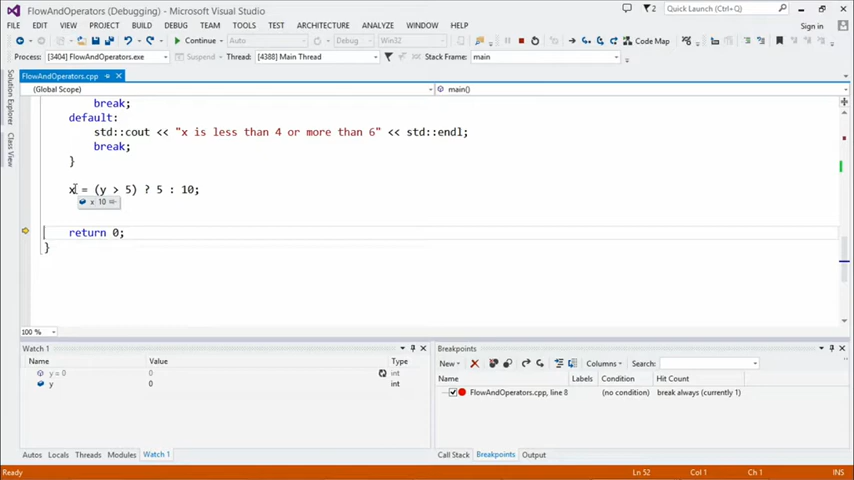 FlowAndOperators (Debugging) - Microsoft Visual Studio
2
Quick Launch (Ctrl+Q)
FILE EDIT VIEW PROJECT BUILD DEBUG TEAM SQL TOOLS TEST ARCHITECTURE ANALYZE WINDOW HELP
Sign in
Continue Auto Debug Win32 Code Map
Process: [3404] FlowAndOperators.exe Suspend Thread: [4388] Main Thread Stack Frame: main
FlowAndOperators.cpp
(Global Scope) main()
Solution Explorer
Class View
break;
default:
std::cout << "x is less than 4 or more than 6" << std::endl;
break;
}
x = (y > 5) ? 5 : 10;
x 10
return 0;
}
100 %
Watch 1
Name Value Type
y = 0 0 int
y 0 int
Autos Locals Threads Modules Watch 1
Breakpoints
New Columns Search:
Name Labels Condition Hit Count
FlowAndOperators.cpp, line 8 (no condition) break always (currently 1)
Call Stack Breakpoints Output
Ready Ln 52 Col 1 Ch 1 INS